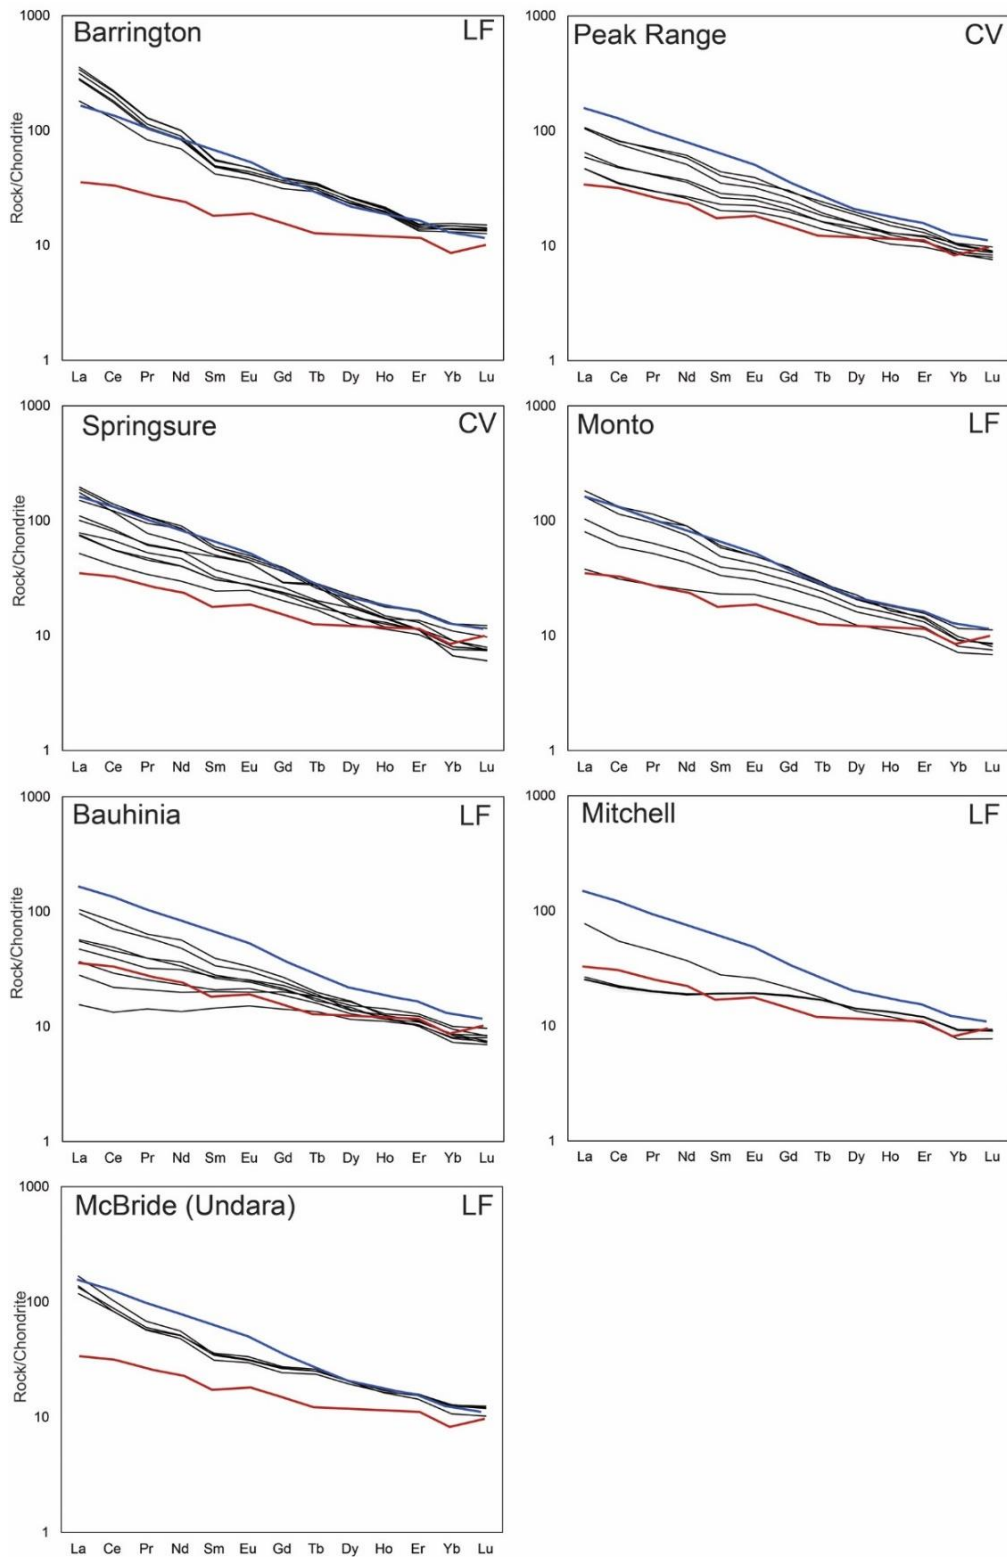 Barrington LF
1000
100
10
1
Rock/Chondrite
La Ce Pr Nd Sm Eu Gd Tb Dy Ho Er Yb Lu
Peak Range CV
1000
100
10
1
La Ce Pr Nd Sm Eu Gd Tb Dy Ho Er Yb Lu
Springsure CV
1000
100
10
1
La Ce Pr Nd Sm Eu Gd Tb Dy Ho Er Yb Lu
Monto LF
1000
100
10
1
La Ce Pr Nd Sm Eu Gd Tb Dy Ho Er Yb Lu
Bauhinia LF
1000
100
10
1
Rock/Chondrite
La Ce Pr Nd Sm Eu Gd Tb Dy Ho Er Yb Lu
Mitchell LF
1000
100
10
1
La Ce Pr Nd Sm Eu Gd Tb Dy Ho Er Yb Lu
McBride (Undara) LF
1000
100
10
1
Rock/Chondrite
La Ce Pr Nd Sm Eu Gd Tb Dy Ho Er Yb Lu